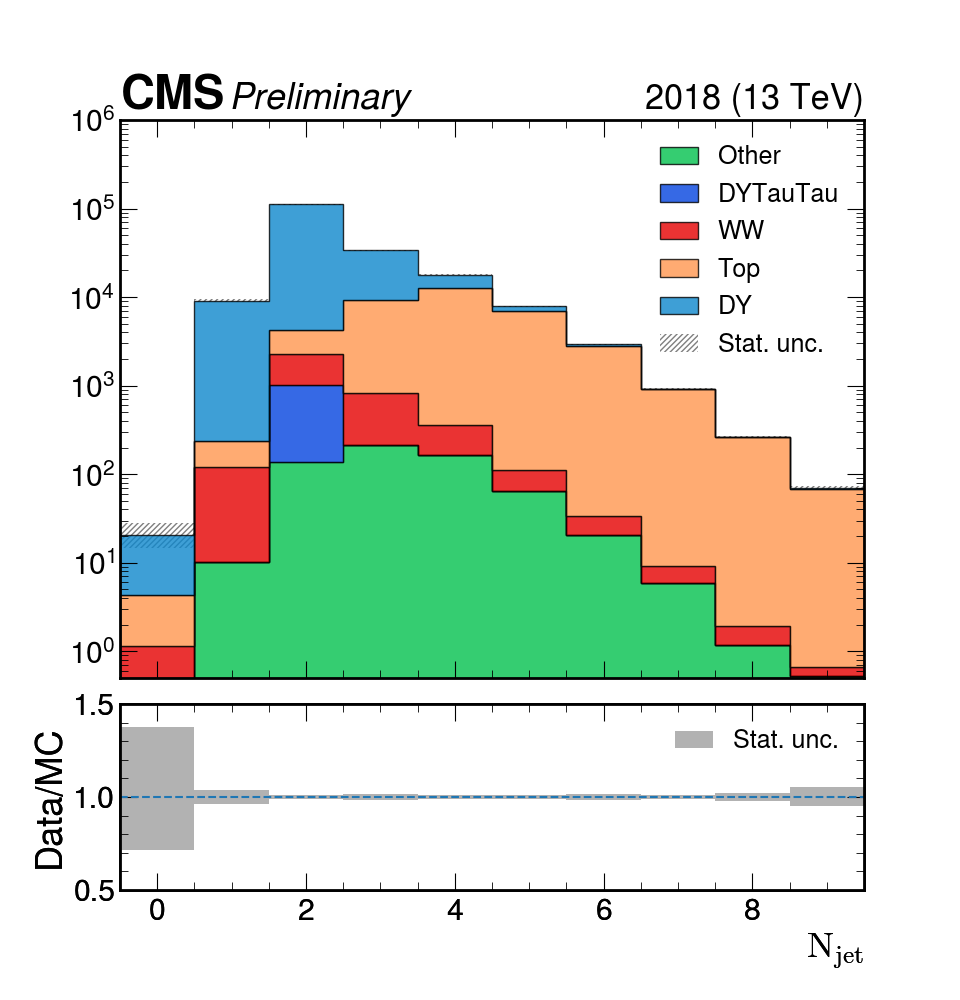 CMS Preliminary 2018 (13 TeV)
10^6
10^5
10^4
10^3
10^2
10^1
10^0
Other
DYTauTau
WW
Top
DY
Stat. unc.
1.5
1.0
0.5
Data/MC
Stat. unc.
0 2 4 6 8
N_jet